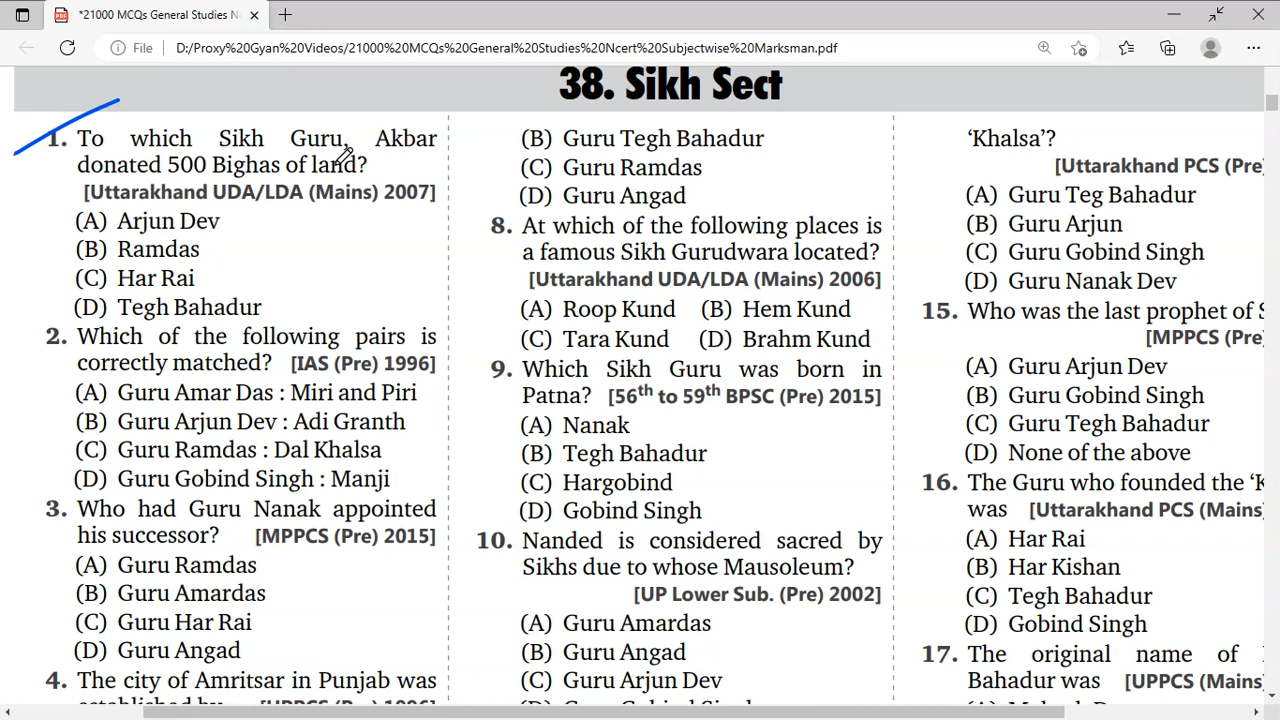 *21000 MCQs General Studies N
File
D:/Proxy%20Gyan%20Videos/21000%20MCQs%20General%20Studies%20Ncert%20Subjectwise%20Marksman.pdf
38. Sikh Sect
1. To which Sikh Guru, Akbar
donated 500 Bighas of land?
[Uttarakhand UDA/LDA (Mains) 2007]
(A) Arjun Dev
(B) Ramdas
(C) Har Rai
(D) Tegh Bahadur
2. Which of the following pairs is
correctly matched? [IAS (Pre) 1996]
(A) Guru Amar Das : Miri and Piri
(B) Guru Arjun Dev : Adi Granth
(C) Guru Ramdas : Dal Khalsa
(D) Guru Gobind Singh : Manji
3. Who had Guru Nanak appointed
his successor? [MPPCS (Pre) 2015]
(A) Guru Ramdas
(B) Guru Amardas
(C) Guru Har Rai
(D) Guru Angad
4. The city of Amritsar in Punjab was
established by [UPPCS (Pre) 1996]
(B) Guru Tegh Bahadur
(C) Guru Ramdas
(D) Guru Angad
8. At which of the following places is
a famous Sikh Gurudwara located?
[Uttarakhand UDA/LDA (Mains) 2006]
(A) Roop Kund (B) Hem Kund
(C) Tara Kund (D) Brahm Kund
9. Which Sikh Guru was born in
Patna? [56th to 59th BPSC (Pre) 2015]
(A) Nanak
(B) Tegh Bahadur
(C) Hargobind
(D) Gobind Singh
10. Nanded is considered sacred by
Sikhs due to whose Mausoleum?
[UP Lower Sub. (Pre) 2002]
(A) Guru Amardas
(B) Guru Angad
(C) Guru Arjun Dev
‘Khalsa’?
[Uttarakhand PCS (Pre)
(A) Guru Teg Bahadur
(B) Guru Arjun
(C) Guru Gobind Singh
(D) Guru Nanak Dev
15. Who was the last prophet of S
[MPPCS (Pre)
(A) Guru Arjun Dev
(B) Guru Gobind Singh
(C) Guru Tegh Bahadur
(D) None of the above
16. The Guru who founded the ‘K
was [Uttarakhand PCS (Mains)
(A) Har Rai
(B) Har Kishan
(C) Tegh Bahadur
(D) Gobind Singh
17. The original name of
Bahadur was [UPPCS (Mains)